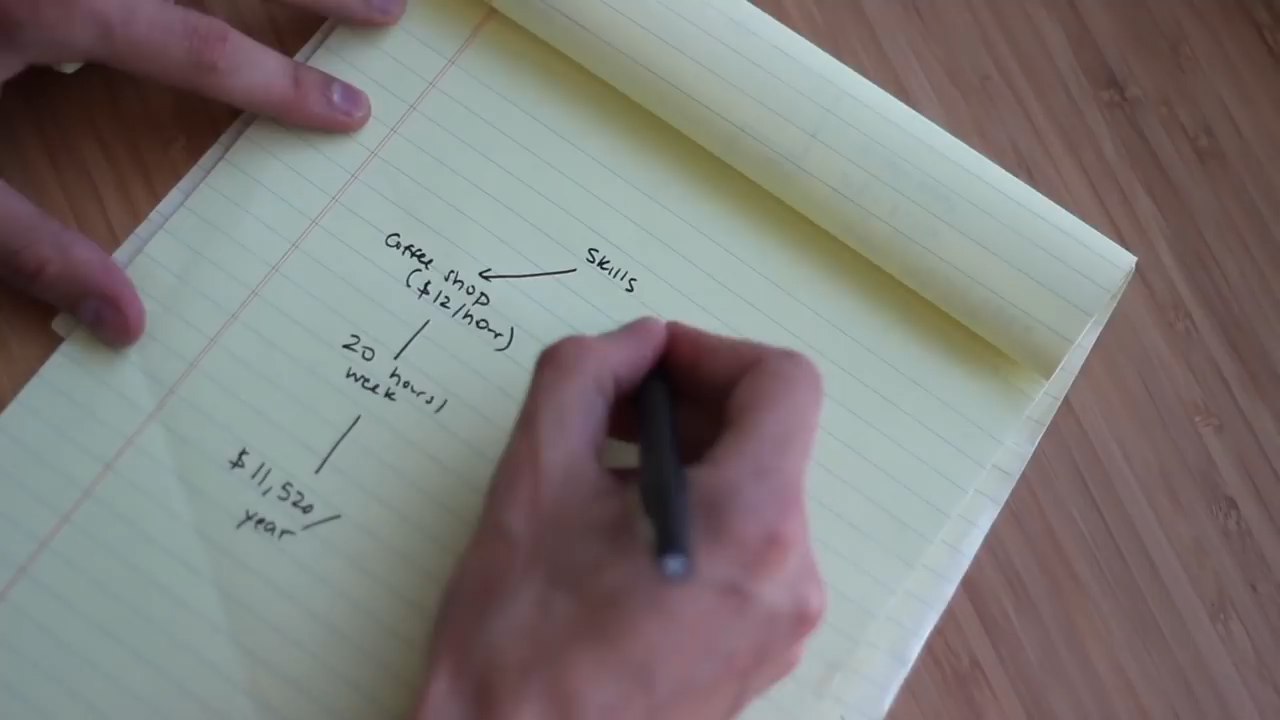 Skills
Coffee shop
($12/hour)
20 hours/
week
$11,520/
year